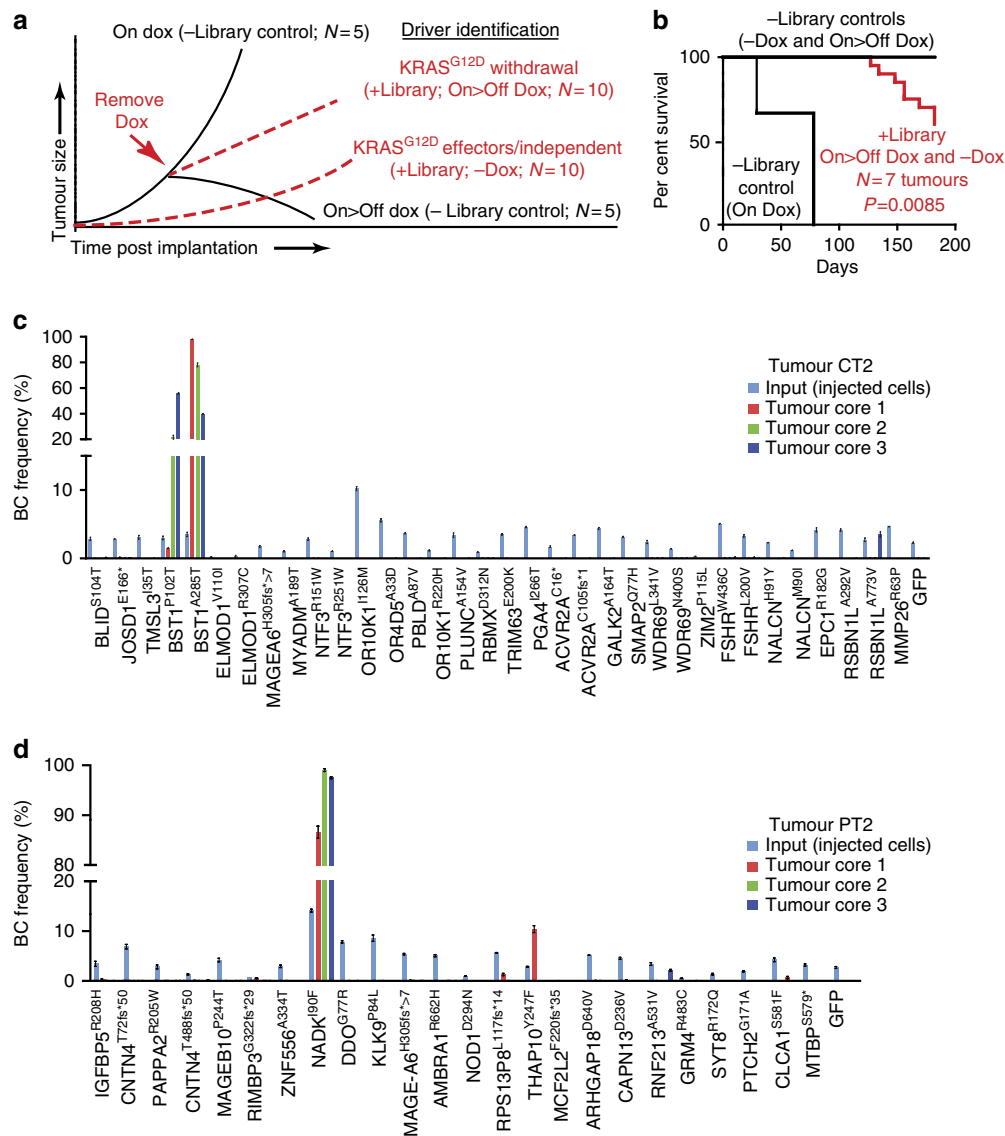 a
On dox (–Library control; N=5)
Driver identification
KRASG12D withdrawal
(+Library; On>Off Dox; N=10)
Remove
Dox
KRASG12D effectors/independent
(+Library; –Dox; N=10)
On>Off dox (– Library control; N=5)
Tumour size
Time post implantation
b
–Library controls
(–Dox and On>Off Dox)
100
50
0
Per cent survival
–Library
control
(On Dox)
+Library
On>Off Dox and –Dox
N=7 tumours
P=0.0085
0 50 100 150 200
Days
c
BC frequency (%)
100
80
60
40
20
10
0
Tumour CT2
Input (injected cells)
Tumour core 1
Tumour core 2
Tumour core 3
BLIDS104T
JOSD1E166*
TMSL3I35T
BST1P102T
BST1A285T
ELMOD1V110I
ELMOD1R307C
MAGEA6H305fs*>7
MYADMA189T
NTF3R151W
NTF3R251W
OR10K1I126M
OR4D5A33D
PBLDA87V
OR10K1R220H
PLUNCA154V
RBMXD312N
TRIM63E200K
PGA4I266T
ACVR2AC16*
ACVR2AC105fs*1
GALK2A164T
SMAP2Q77H
WDR69L341V
WDR69N400S
ZIM2P115L
FSHRW436C
FSHRL200V
NALCNH91Y
NALCNM90I
EPC1R182G
RSBN1LA292V
RSBN1LA773V
MMP26R63P
GFP
d
BC frequency (%)
100
90
80
20
10
0
Tumour PT2
Input (injected cells)
Tumour core 1
Tumour core 2
Tumour core 3
IGFBP5R208H
CNTN4T72fs*50
PAPPA2R205W
CNTN4T488fs*50
MAGEB10P244T
RIMBP3G322fs*29
ZNF556A334T
NADKI90F
DDOG77R
KLK9P84L
MAGE-A6H305fs*>7
AMBRA1R662H
NOD1D294N
RPS13P8L117fs*14
THAP10Y247F
MCF2L2F220fs*35
ARHGAP18D640V
CAPN13D236V
RNF213A531V
GRM4R483C
SYT8R172Q
PTCH2G171A
CLCA1S581F
MTBPS579*
GFP